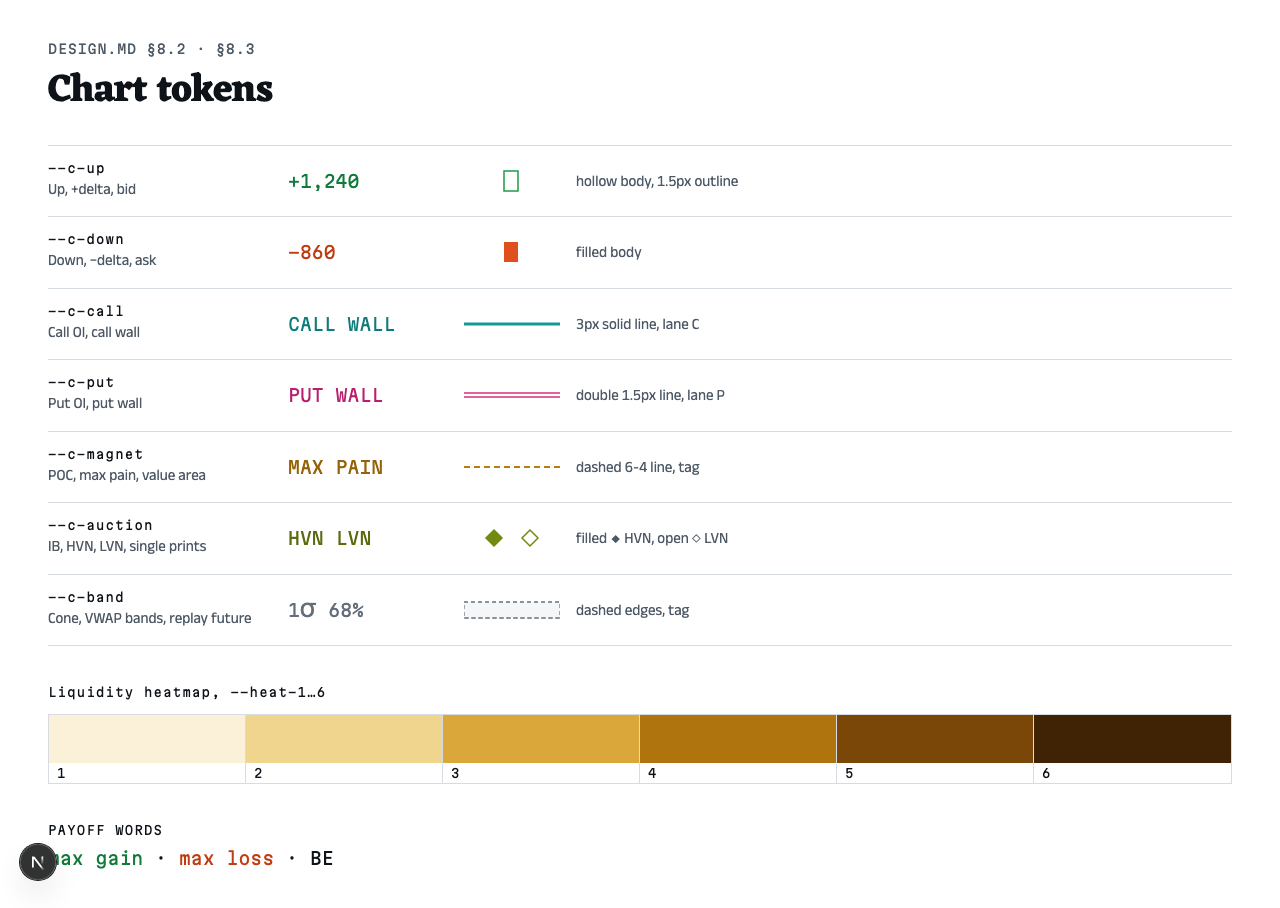 DESIGN.MD §8.2 · §8.3
Chart tokens
--c-up
Up, +delta, bid
+1,240
hollow body, 1.5px outline
--c-down
Down, −delta, ask
−860
filled body
--c-call
Call OI, call wall
CALL WALL
3px solid line, lane C
--c-put
Put OI, put wall
PUT WALL
double 1.5px line, lane P
--c-magnet
POC, max pain, value area
MAX PAIN
dashed 6-4 line, tag
--c-auction
IB, HVN, LVN, single prints
HVN LVN
filled ◆ HVN, open ◇ LVN
--c-band
Cone, VWAP bands, replay future
1σ 68%
dashed edges, tag
Liquidity heatmap, --heat-1…6
1
2
3
4
5
6
PAYOFF WORDS
max gain · max loss · BE
N